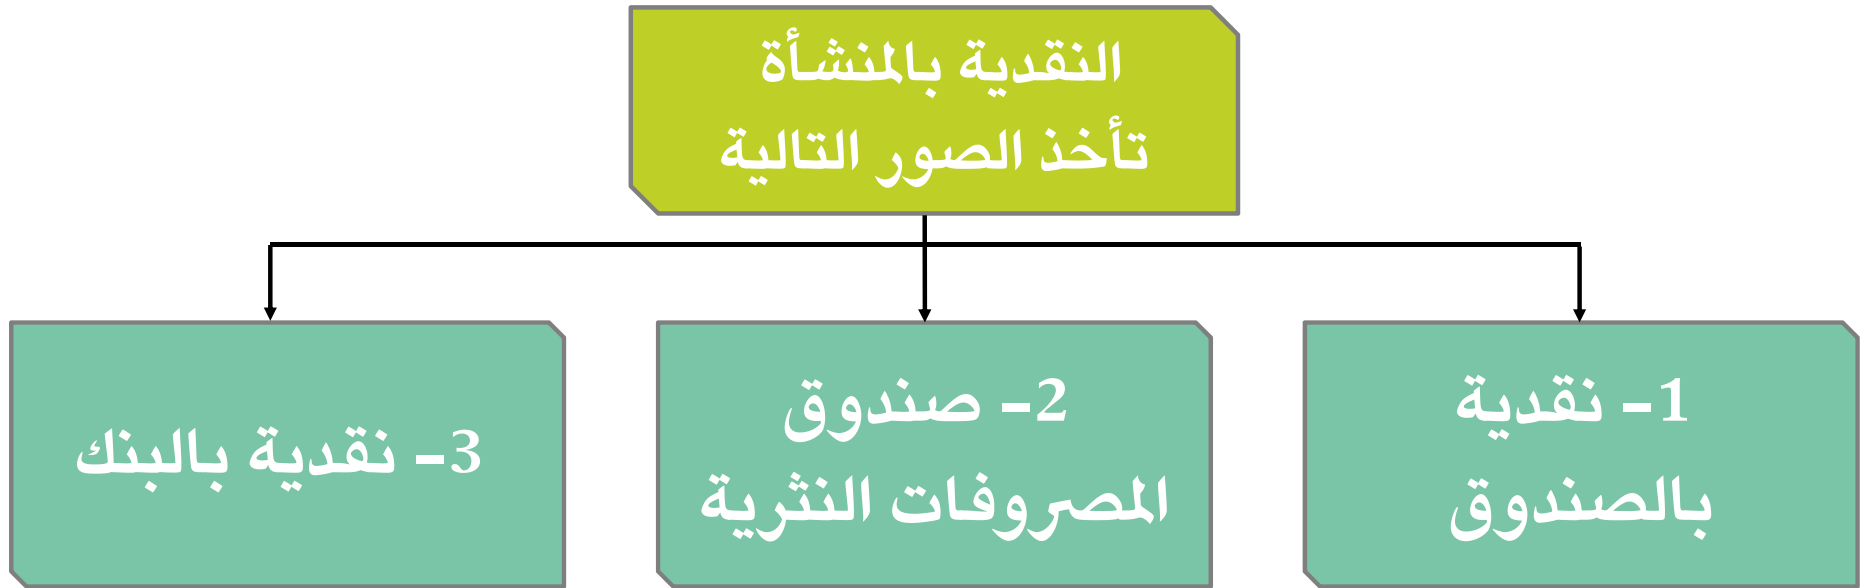 النقدية بالمنشأة
تأخذ الصور التالية
1- نقدية
بالصندوق
2- صندوق
المصروفات النثرية
3- نقدية بالبنك